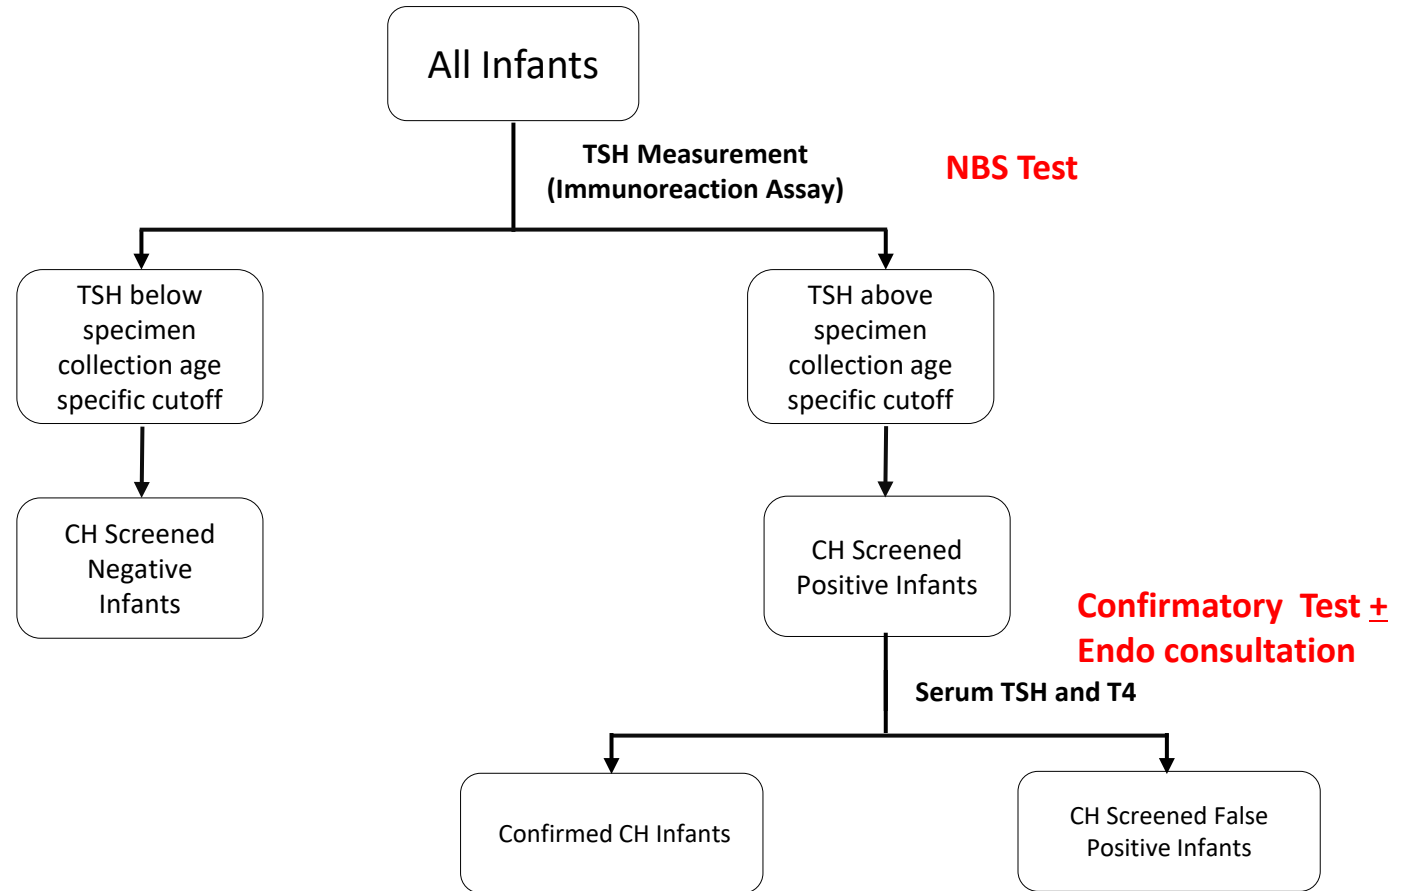 All Infants
TSH Measurement
(Immunoreaction Assay)
NBS Test
TSH below
specimen
collection age
specific cutoff
TSH above
specimen
collection age
specific cutoff
CH Screened
Negative
Infants
CH Screened
Positive Infants
Confirmatory Test ±
Endo consultation
Serum TSH and T4
Confirmed CH Infants
CH Screened False
Positive Infants